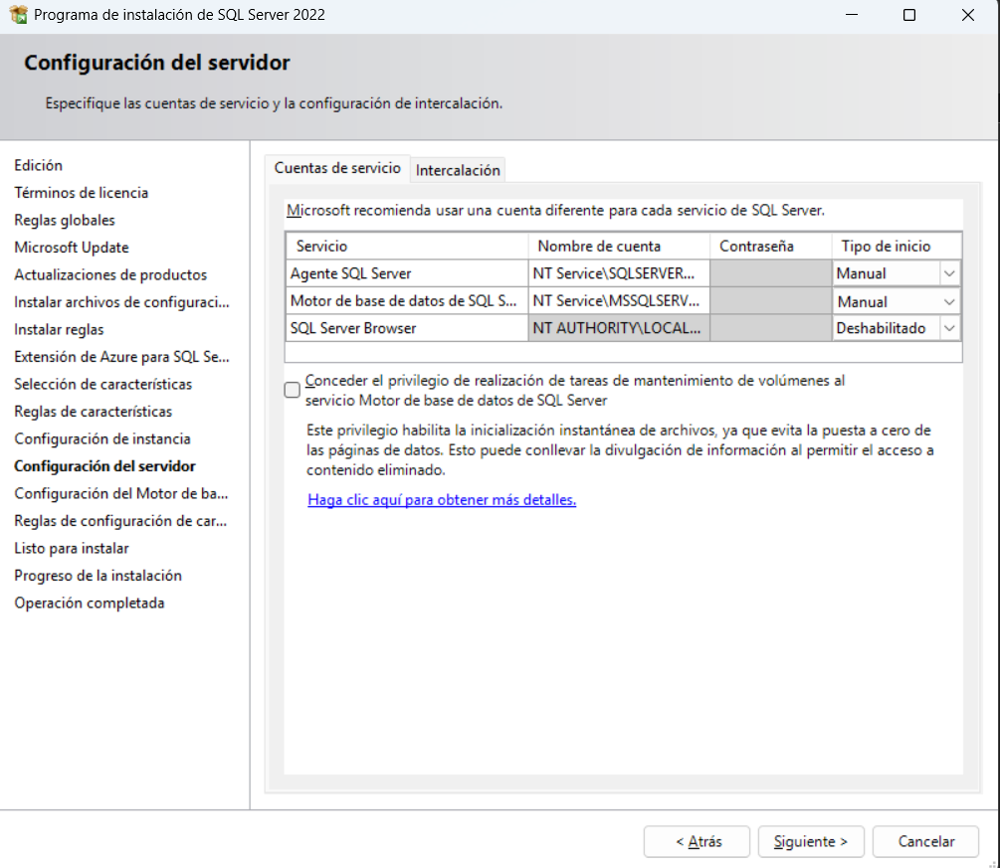 Programa de instalación de SQL Server 2022
Configuración del servidor
Especifique las cuentas de servicio y la configuración de intercalación.
Edición
Términos de licencia
Reglas globales
Microsoft Update
Actualizaciones de productos
Instalar archivos de configuraci...
Instalar reglas
Extensión de Azure para SQL Se...
Selección de características
Reglas de características
Configuración de instancia
Configuración del servidor
Configuración del Motor de ba...
Reglas de configuración de car...
Listo para instalar
Progreso de la instalación
Operación completada
Cuentas de servicio Intercalación
Microsoft recomienda usar una cuenta diferente para cada servicio de SQL Server.
Servicio Nombre de cuenta Contraseña Tipo de inicio
Agente SQL Server NT Service\SQLSERVER... Manual
Motor de base de datos de SQL S... NT Service\MSSQLSERV... Manual
SQL Server Browser NT AUTHORITY\LOCAL... Deshabilitado
Conceder el privilegio de realización de tareas de mantenimiento de volúmenes al
servicio Motor de base de datos de SQL Server
Este privilegio habilita la inicialización instantánea de archivos, ya que evita la puesta a cero de
las páginas de datos. Esto puede conllevar la divulgación de información al permitir el acceso a
contenido eliminado.
Haga clic aquí para obtener más detalles.
< Atrás Siguiente > Cancelar